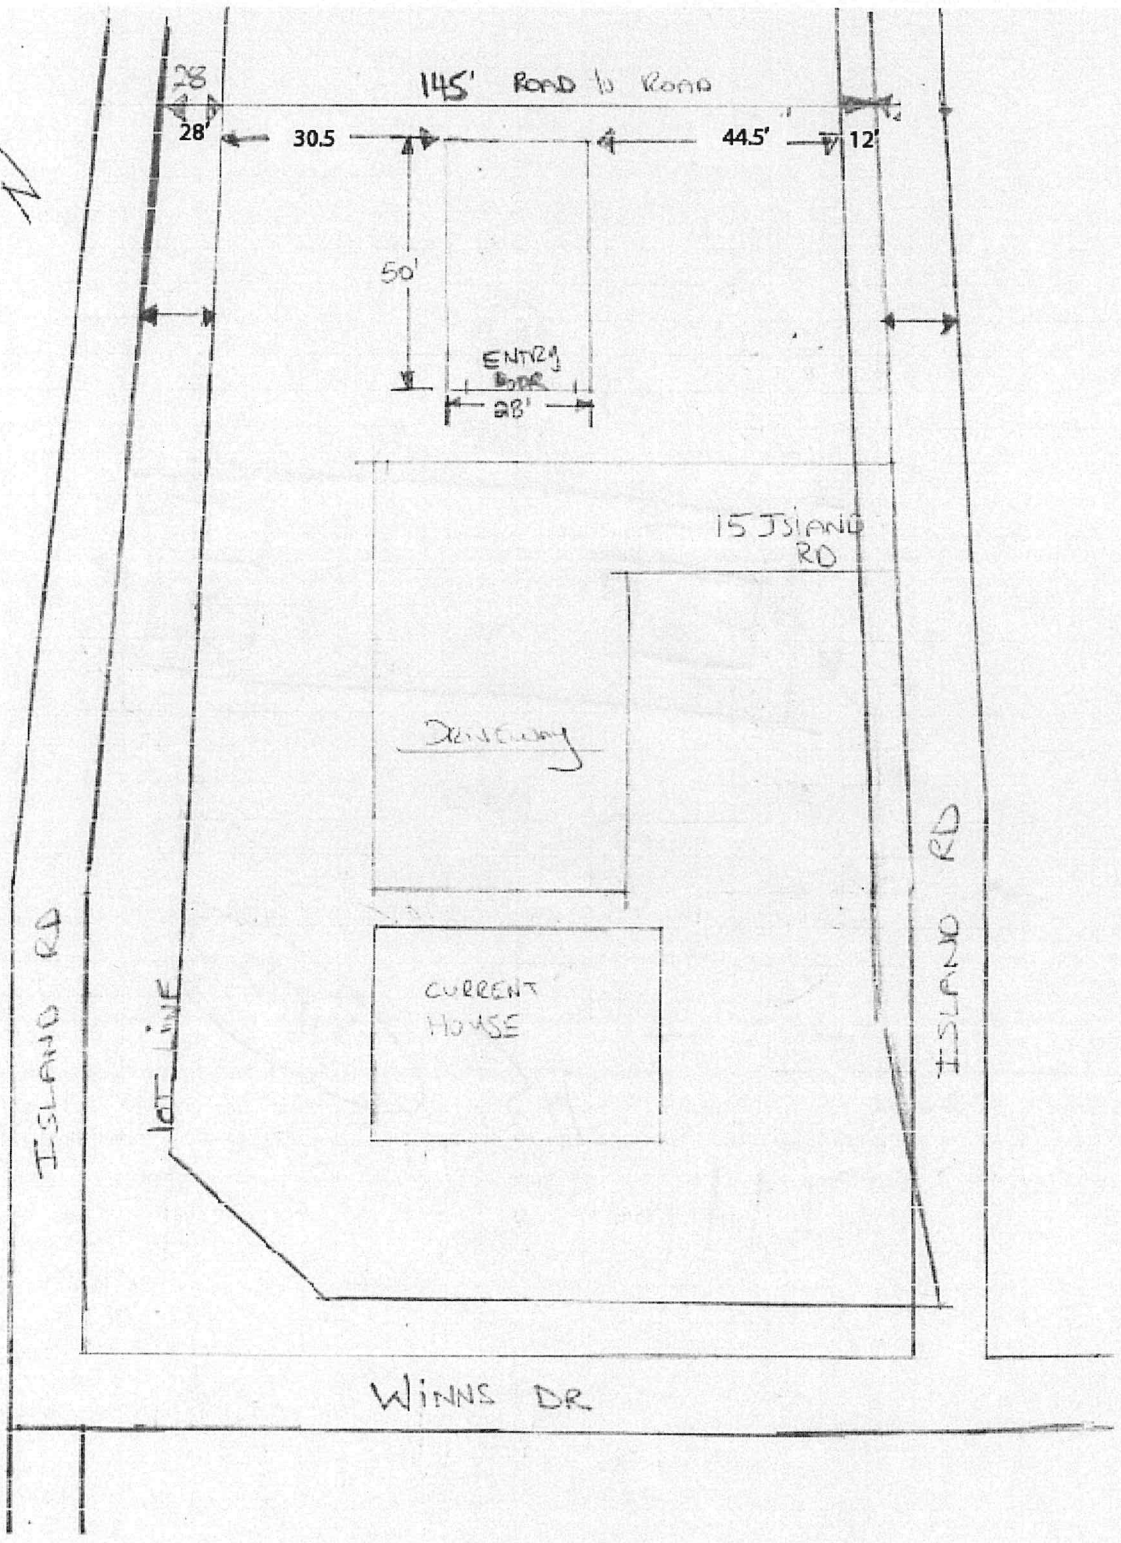 28
145' ROAD to ROAD
28'
30.5
44.5'
12'
N
50'
ENTRY
DOOR
28'
15 ISLAND
RD
DRIVEWAY
ISLAND RD
LOT LINE
CURRENT
HOUSE
ISLAND RD
WINNS DR